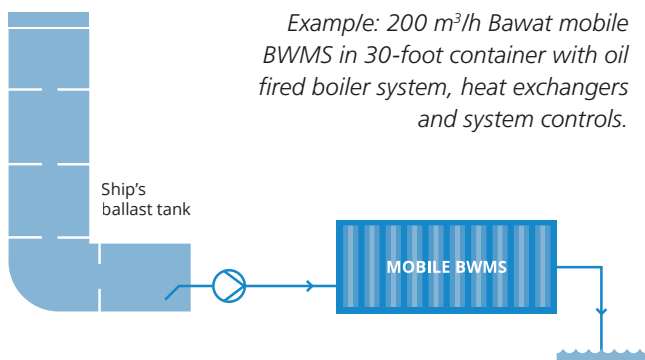 Example: 200 m³/h Bawat mobile
BWMS in 30-foot container with oil
fired boiler system, heat exchangers
and system controls.
Ship's
ballast tank
MOBILE BWMS